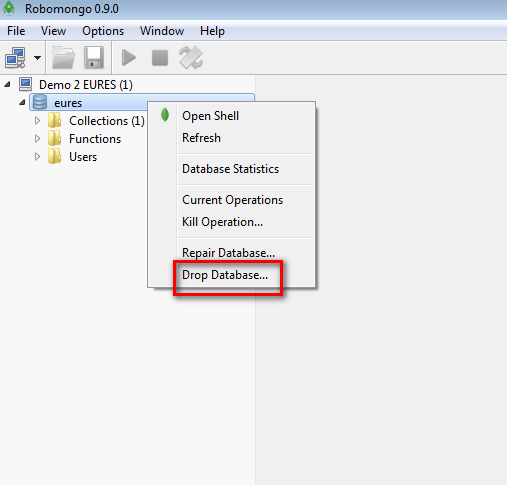 Robomongo 0.9.0
File View Options Window Help
Demo 2 EURES (1)
eures
Collections (1)
Functions
Users
Open Shell
Refresh
Database Statistics
Current Operations
Kill Operation...
Repair Database...
Drop Database...